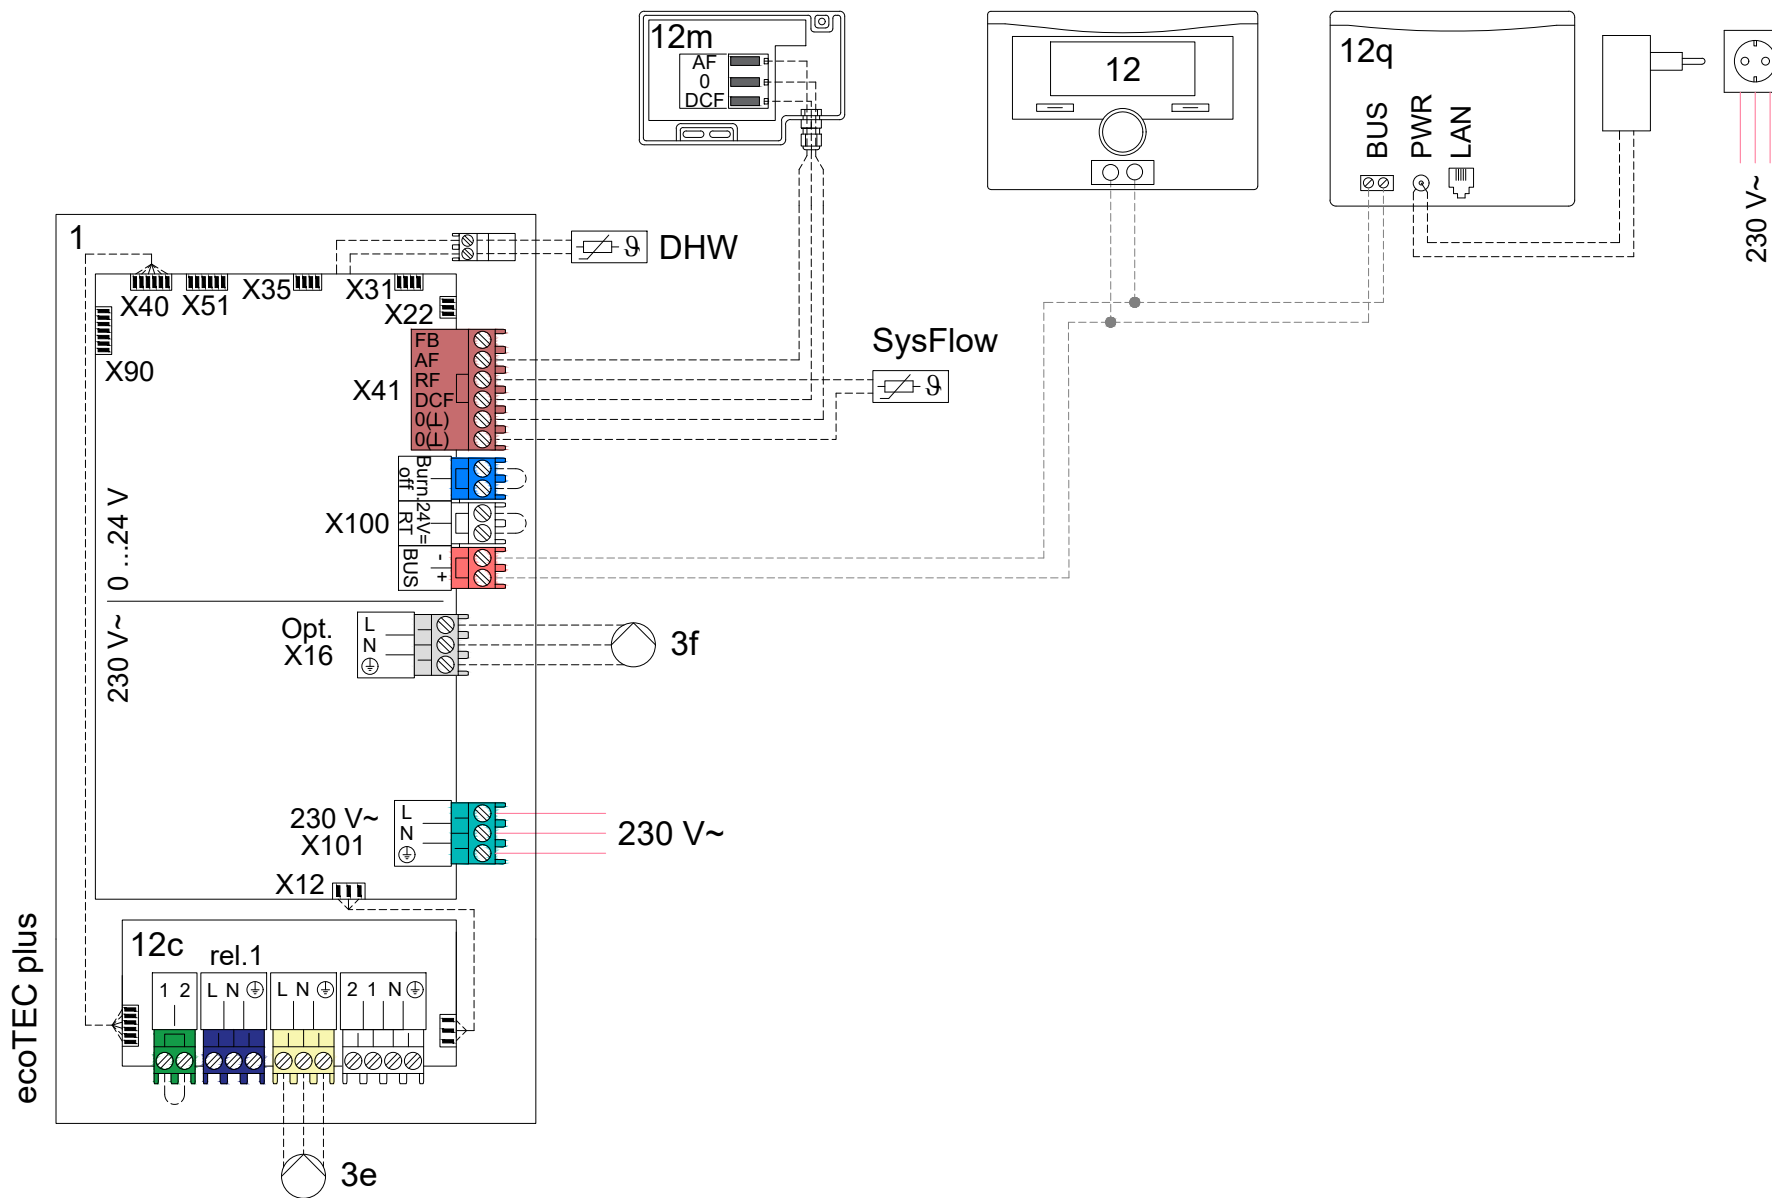 12m
AF
0
DCF
12
12q
BUS
PWR
LAN
230 V~
1
DHW
X40
X51
X35
X31
X22
X90
X41
FB
AF
RF
DCF
0(⊥)
0(⊥)
SysFlow
Burn.
off
X100
24V=
RT
BUS
-
+
0 ...24 V
230 V~
Opt.
X16
L
N
3f
230 V~
X101
L
N
230 V~
X12
ecoTEC plus
12c
rel.1
1 2
L N
L N
2 1 N
3e